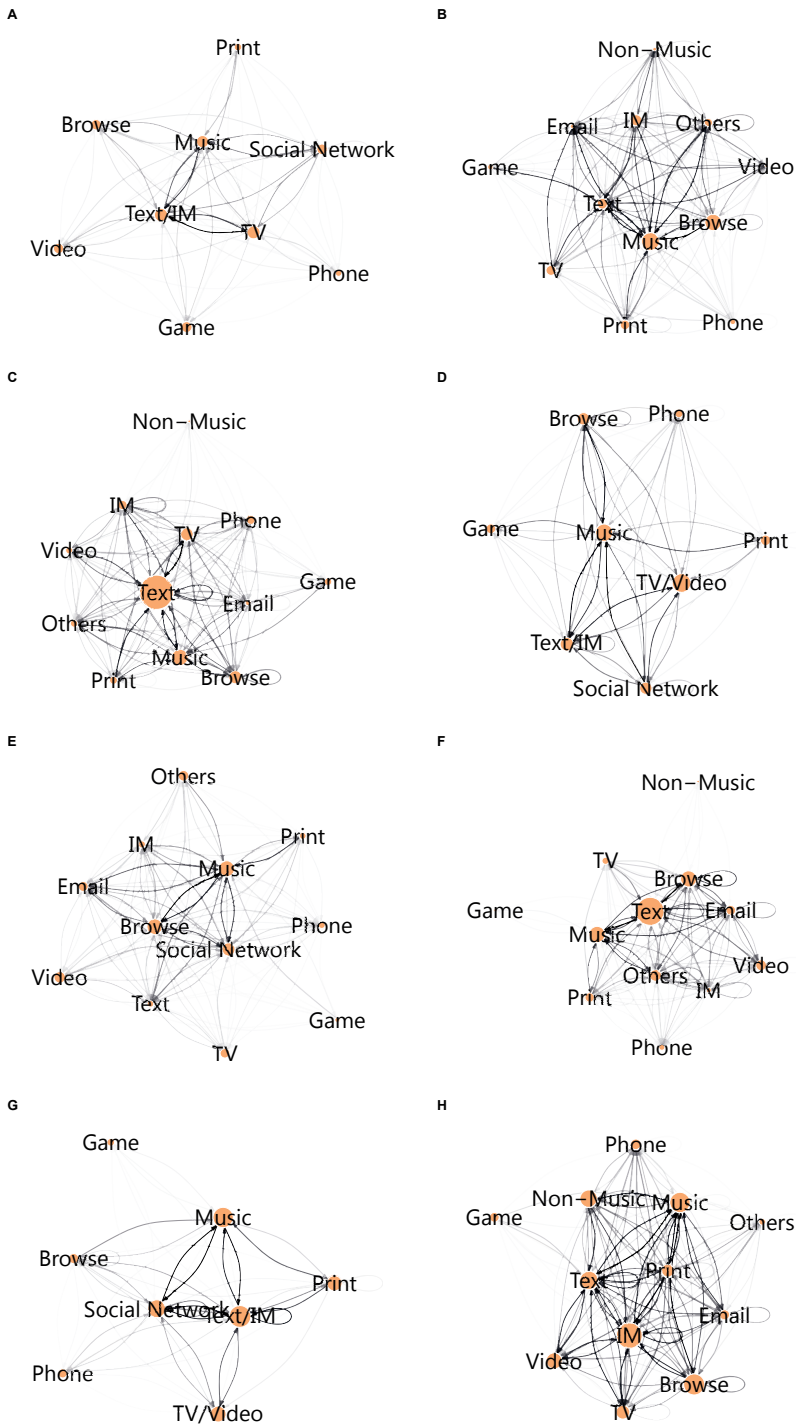 A
Print
Browse
Music
Social Network
Text/IM
TV
Video
Phone
Game
B
Non-Music
Email
IM
Others
Game
Video
Text
Browse
Music
TV
Print
Phone
C
Non-Music
IM
TV
Phone
Video
Text
Game
Email
Others
Music
Print
Browse
D
Browse
Phone
Game
Music
Print
TV/Video
Text/IM
Social Network
E
Others
IM
Print
Music
Email
Browse
Phone
Social Network
Video
Text
Game
TV
F
Non-Music
TV
Browse
Game
Text
Email
Music
Others
Video
Print
IM
Phone
G
Game
Music
Browse
Print
Social Network
Text/IM
Phone
TV/Video
H
Phone
Non-Music
Music
Game
Others
Text
Print
Email
IM
Video
Browse
TV